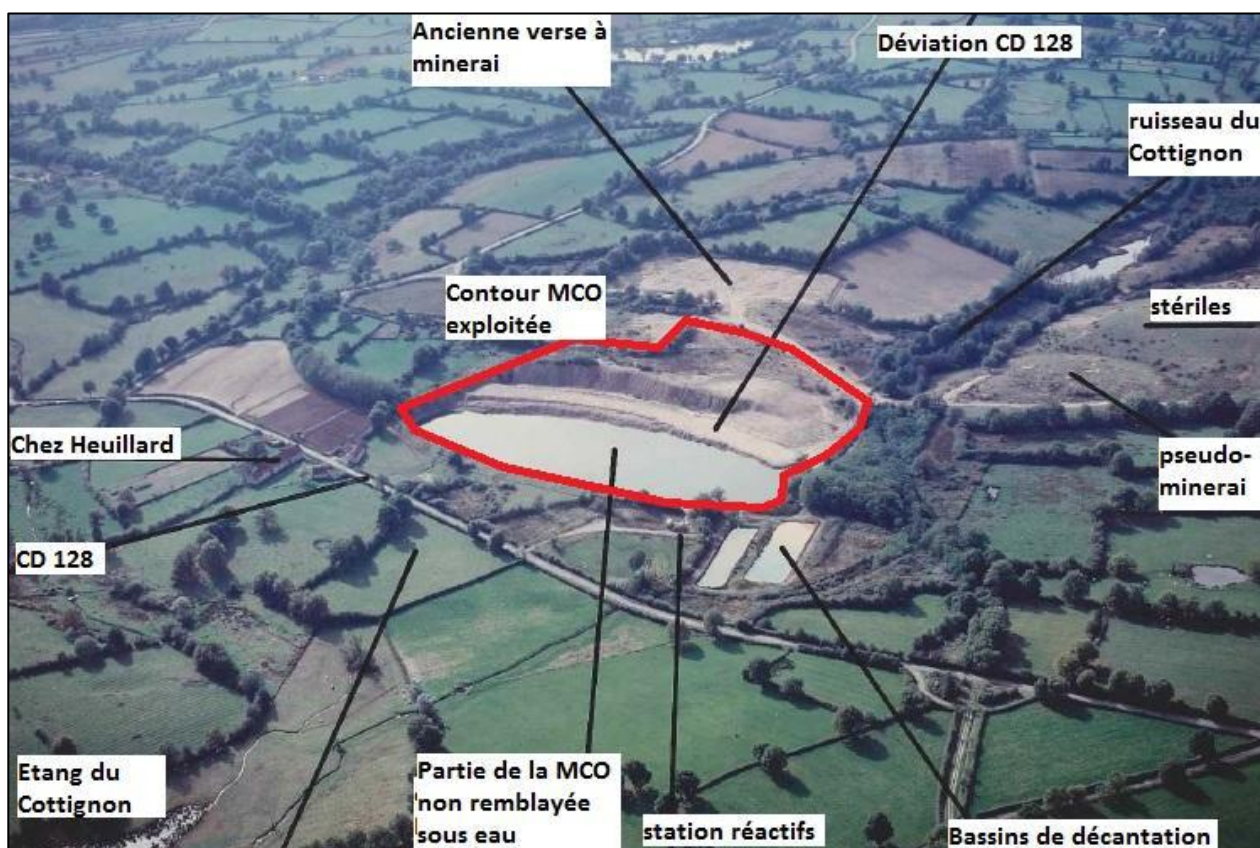 Ancienne verse à
minerai
Déviation CD 128
ruisseau du
Cottignon
Contour MCO
exploitée
stériles
Chez Heuillard
pseudo-
minerai
CD 128
Etang du
Cottignon
Partie de la MCO
non remblayée
sous eau
station réactifs
Bassins de décantation